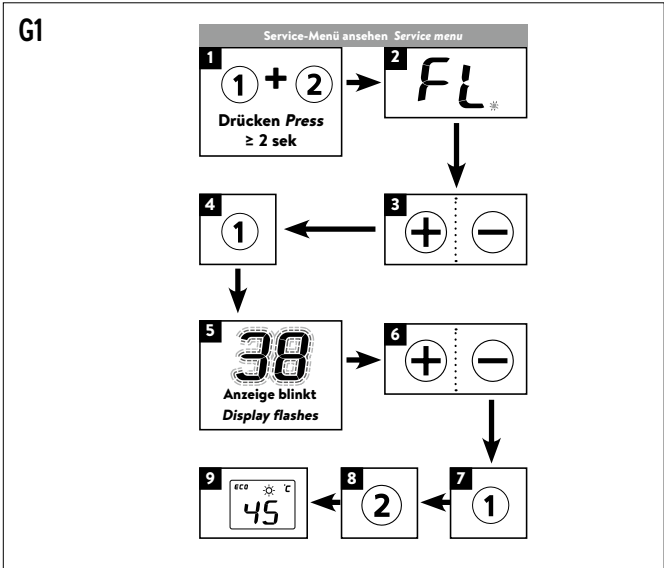 G1
Service-Menü ansehen Service menu
1
1 + 2
Drücken Press
≥ 2 sek
2
FL
3
+ −
4
1
5
38
Anzeige blinkt
Display flashes
6
+ −
7
1
8
2
9
ECO °C
45